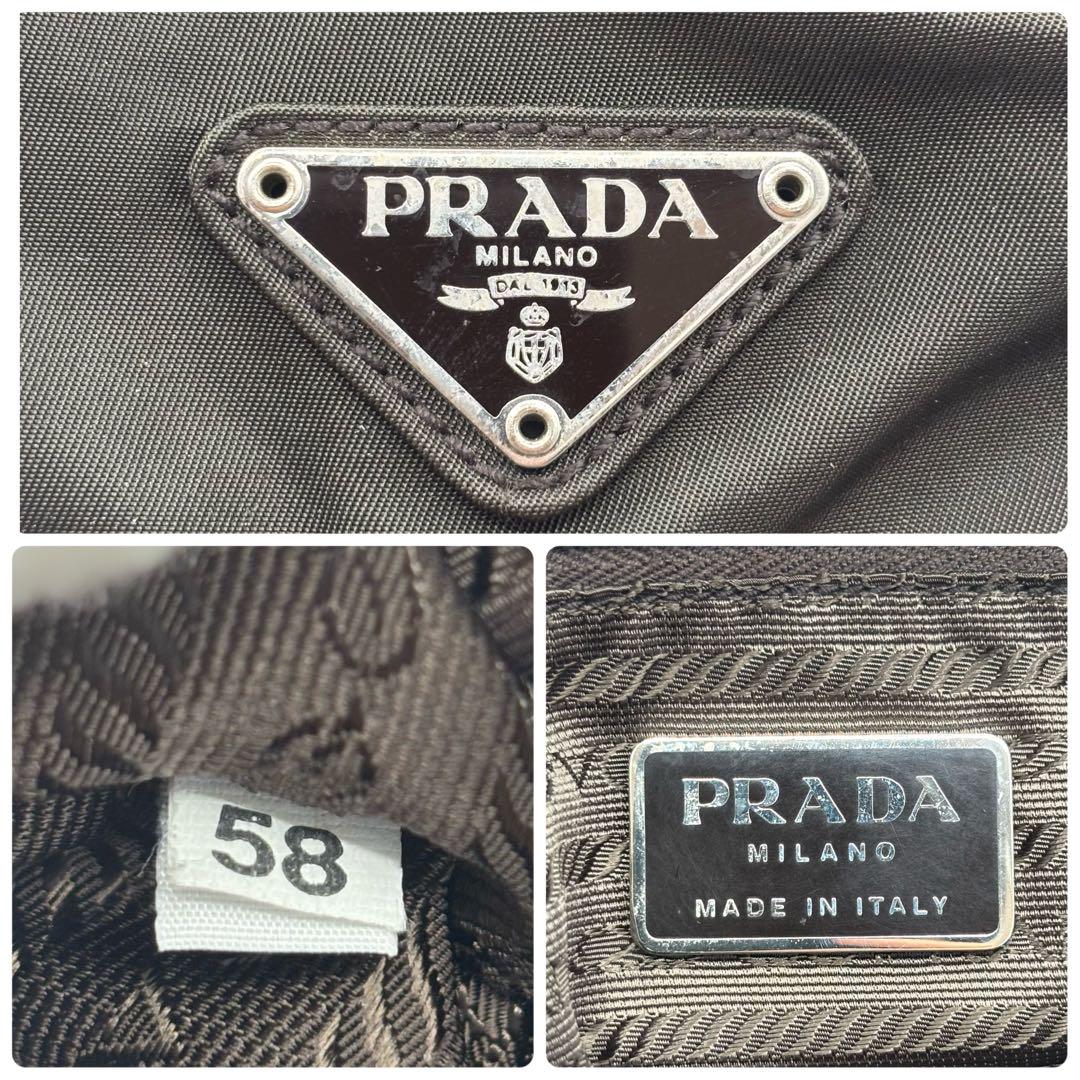 PRADA
MILANO
DAL 1913
58
PRADA
MILANO
MADE IN ITALY